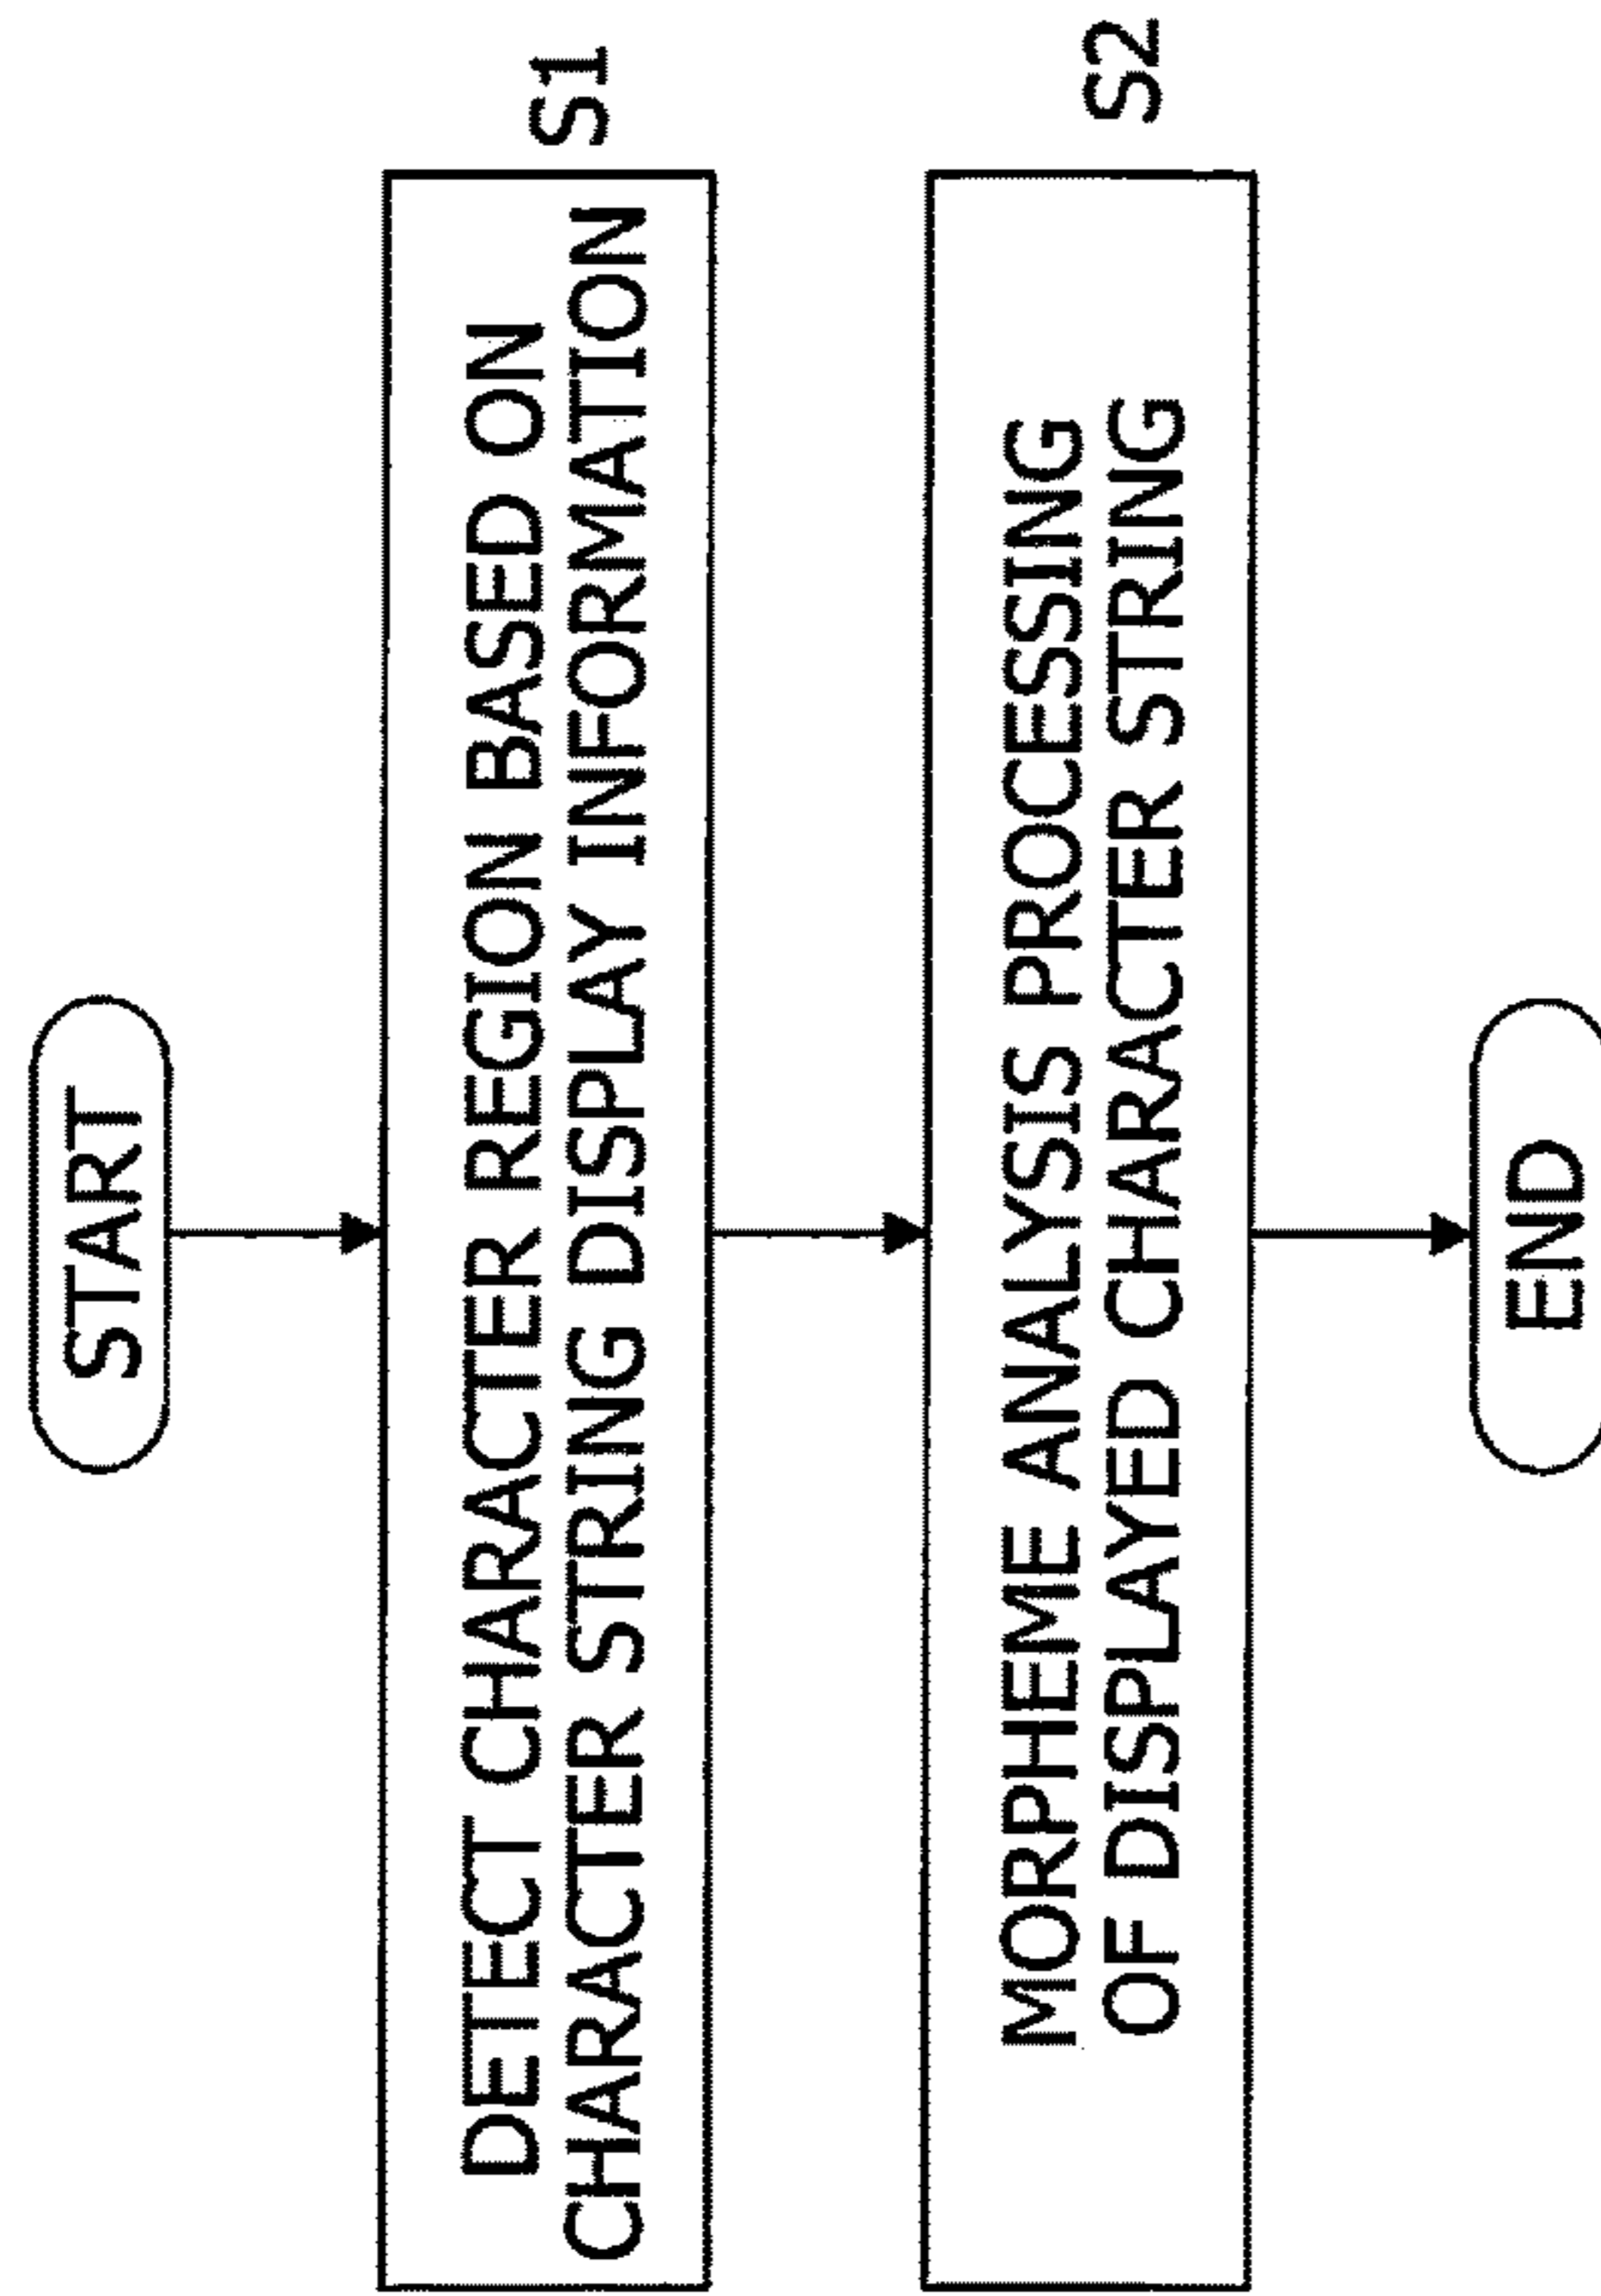 START
DETECT CHARACTER REGION BASED ON
CHARACTER STRING DISPLAY INFORMATION
S1
MORPHEME ANALYSIS PROCESSING
OF DISPLAYED CHARACTER STRING
S2
END